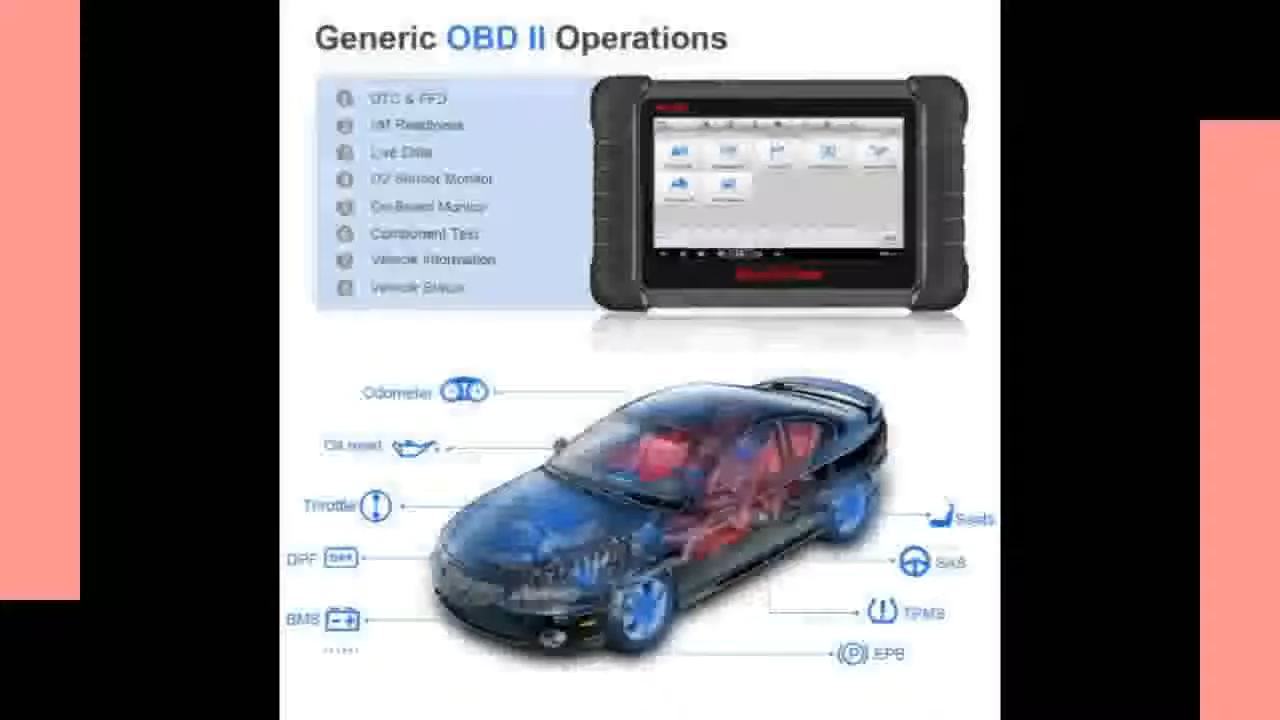 Generic OBD II Operations
DTC & FFD
I/M Readiness
Live Data
O2 Sensor Monitor
On-Board Monitor
Component Test
Vehicle Information
Vehicle Status
Odometer
Oil reset
Throttle
DPF
BMS
Seats
SAS
TPMS
EPB